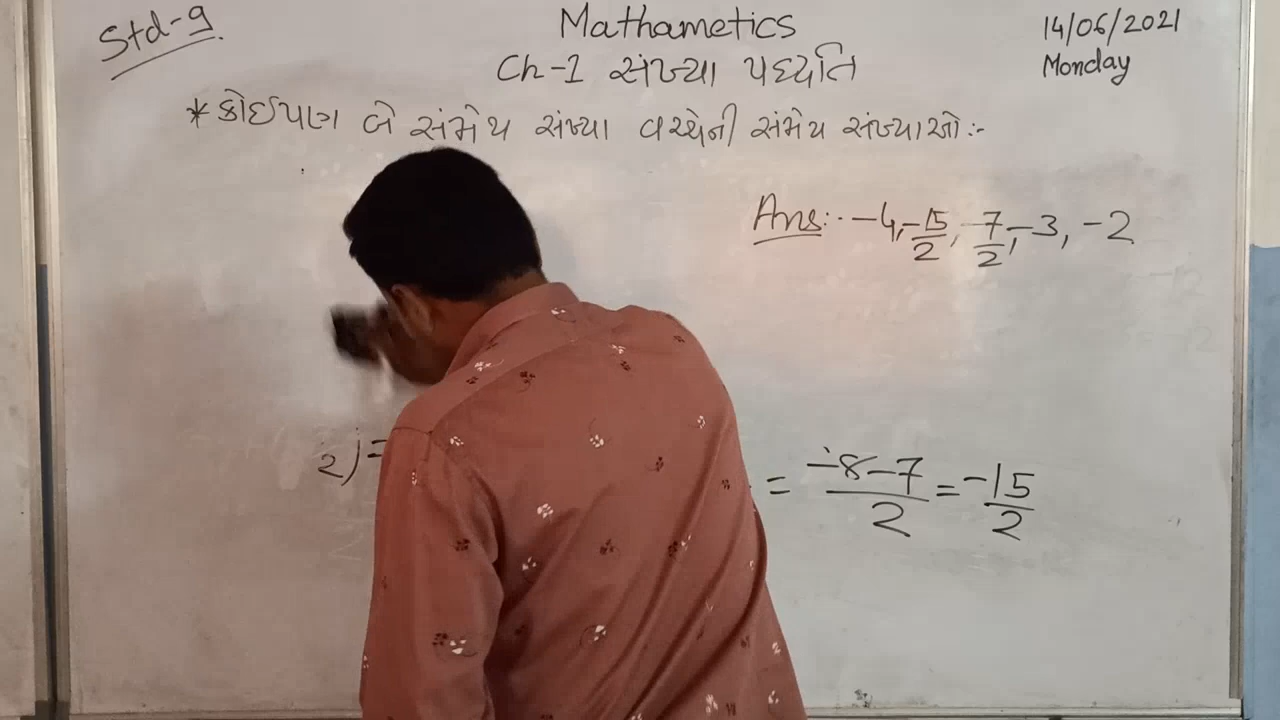 Std-9.
Mathametics
14/06/2021
Monday
Ch-1 સંખ્યા પદ્ધતિ
* કોઈપણ બે સંમેય સંખ્યા વચ્ચેની સંમેય સંખ્યાઓ :-
Ans:- -4, -15/2, -7/2, -3, -2
2) =
= -8-7/2 = -15/2